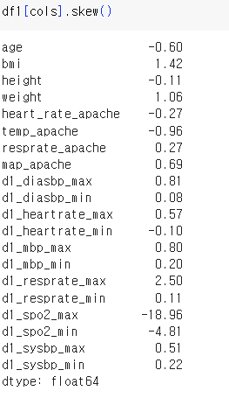 df1[cols].skew()
age -0.60
bmi 1.42
height -0.11
weight 1.06
heart_rate_apache -0.27
temp_apache -0.96
resprate_apache 0.27
map_apache 0.69
d1_diasbp_max 0.81
d1_diasbp_min 0.08
d1_heartrate_max 0.57
d1_heartrate_min -0.10
d1_mbp_max 0.80
d1_mbp_min 0.20
d1_resprate_max 2.50
d1_resprate_min 0.11
d1_spo2_max -18.96
d1_spo2_min -4.81
d1_sysbp_max 0.51
d1_sysbp_min 0.22
dtype: float64